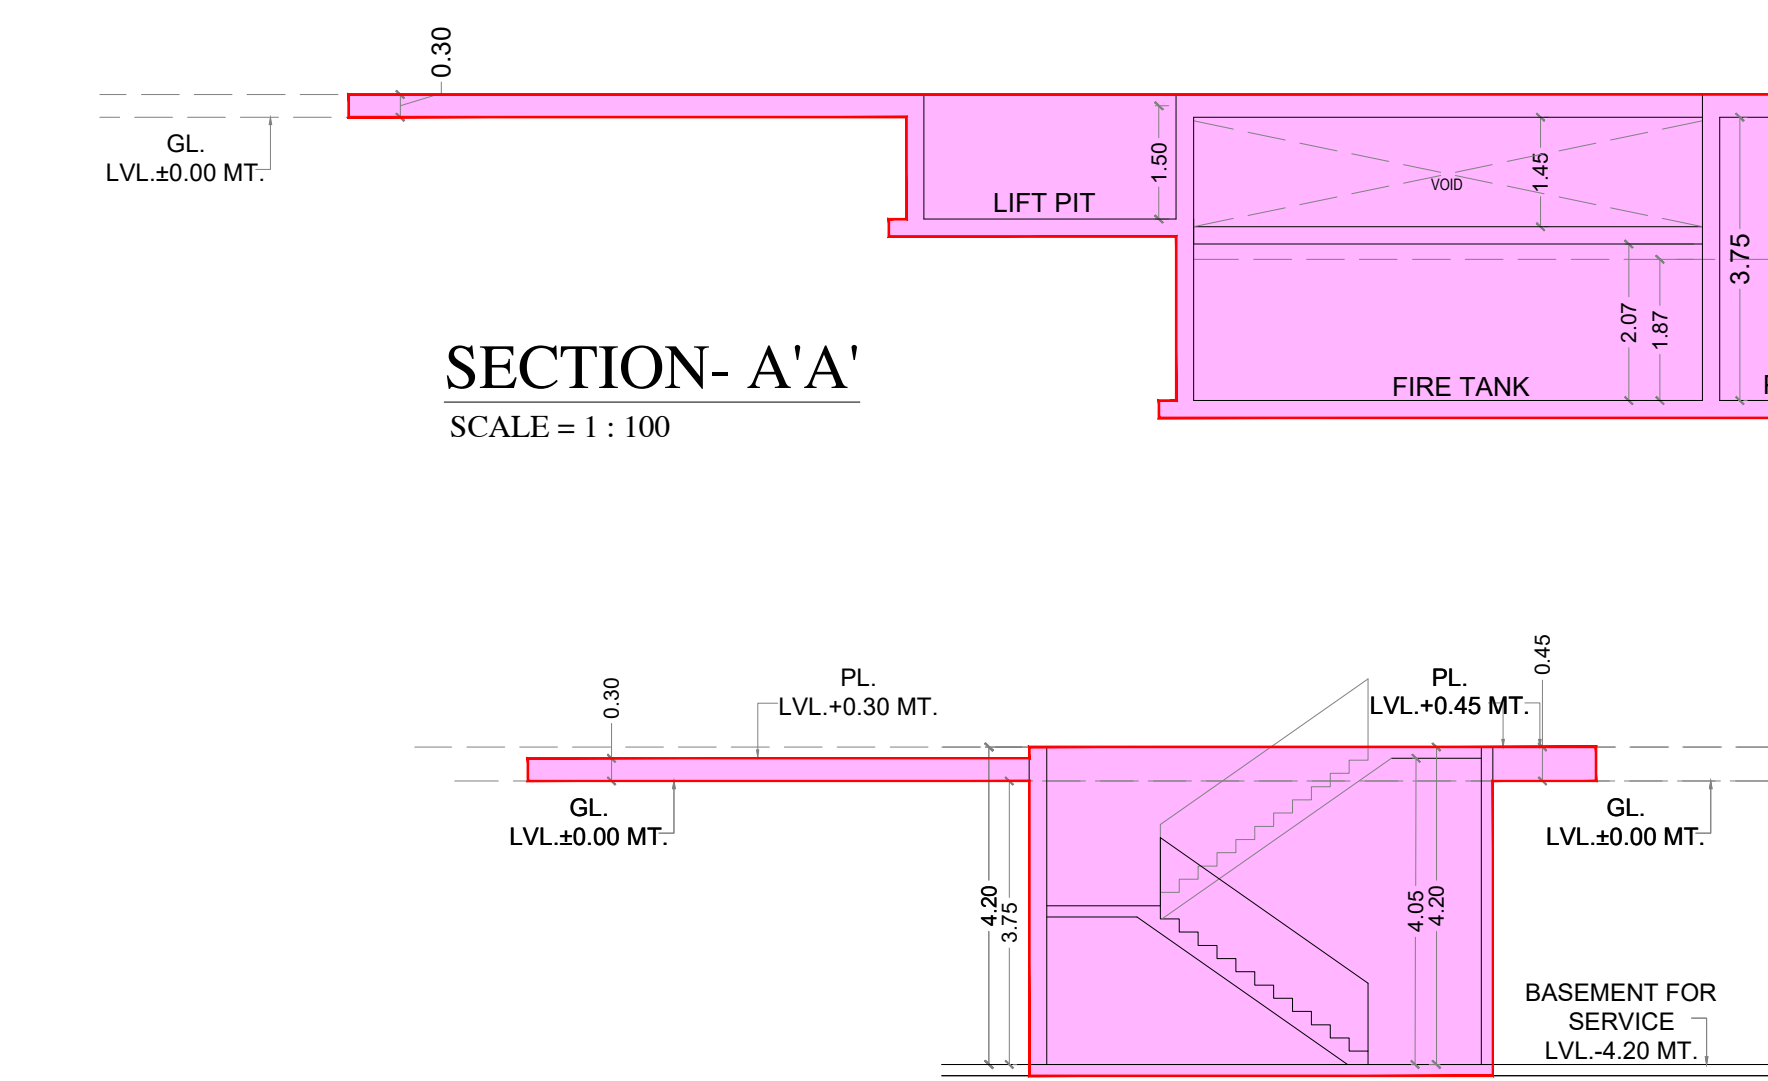 0.30
GL.
LVL.±0.00 MT.
1.50
LIFT PIT
VOID
1.45
3.75
2.07
1.87
FIRE TANK
SECTION- A'A'
SCALE = 1 : 100
0.30
PL.
LVL.+0.30 MT.
PL.
LVL.+0.45 MT.
0.45
GL.
LVL.±0.00 MT.
GL.
LVL.±0.00 MT.
4.20
3.75
4.05
4.20
BASEMENT FOR
SERVICE
LVL.-4.20 MT.